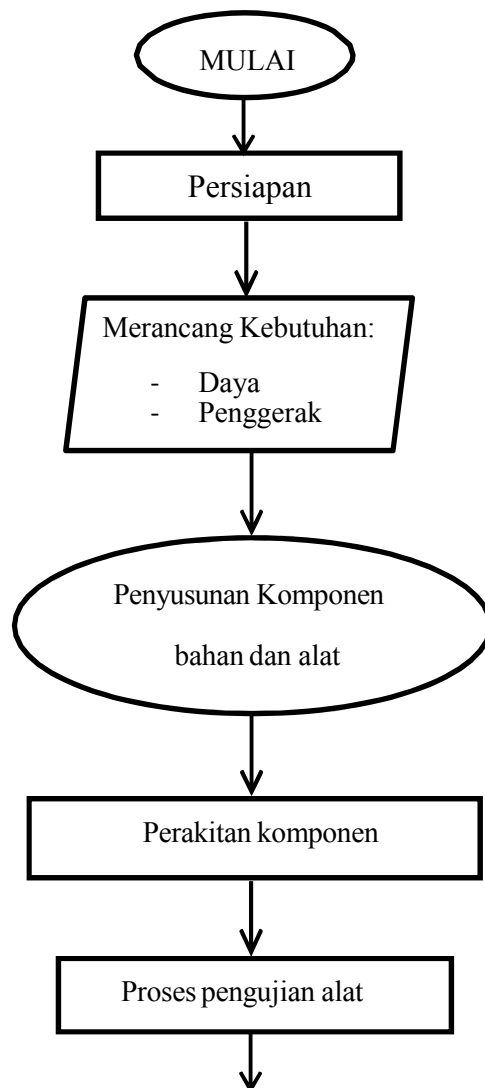 MULAI
Persiapan
Merancang Kebutuhan:
- Daya
- Penggerak
Penyusunan Komponen
bahan dan alat
Perakitan komponen
Proses pengujian alat